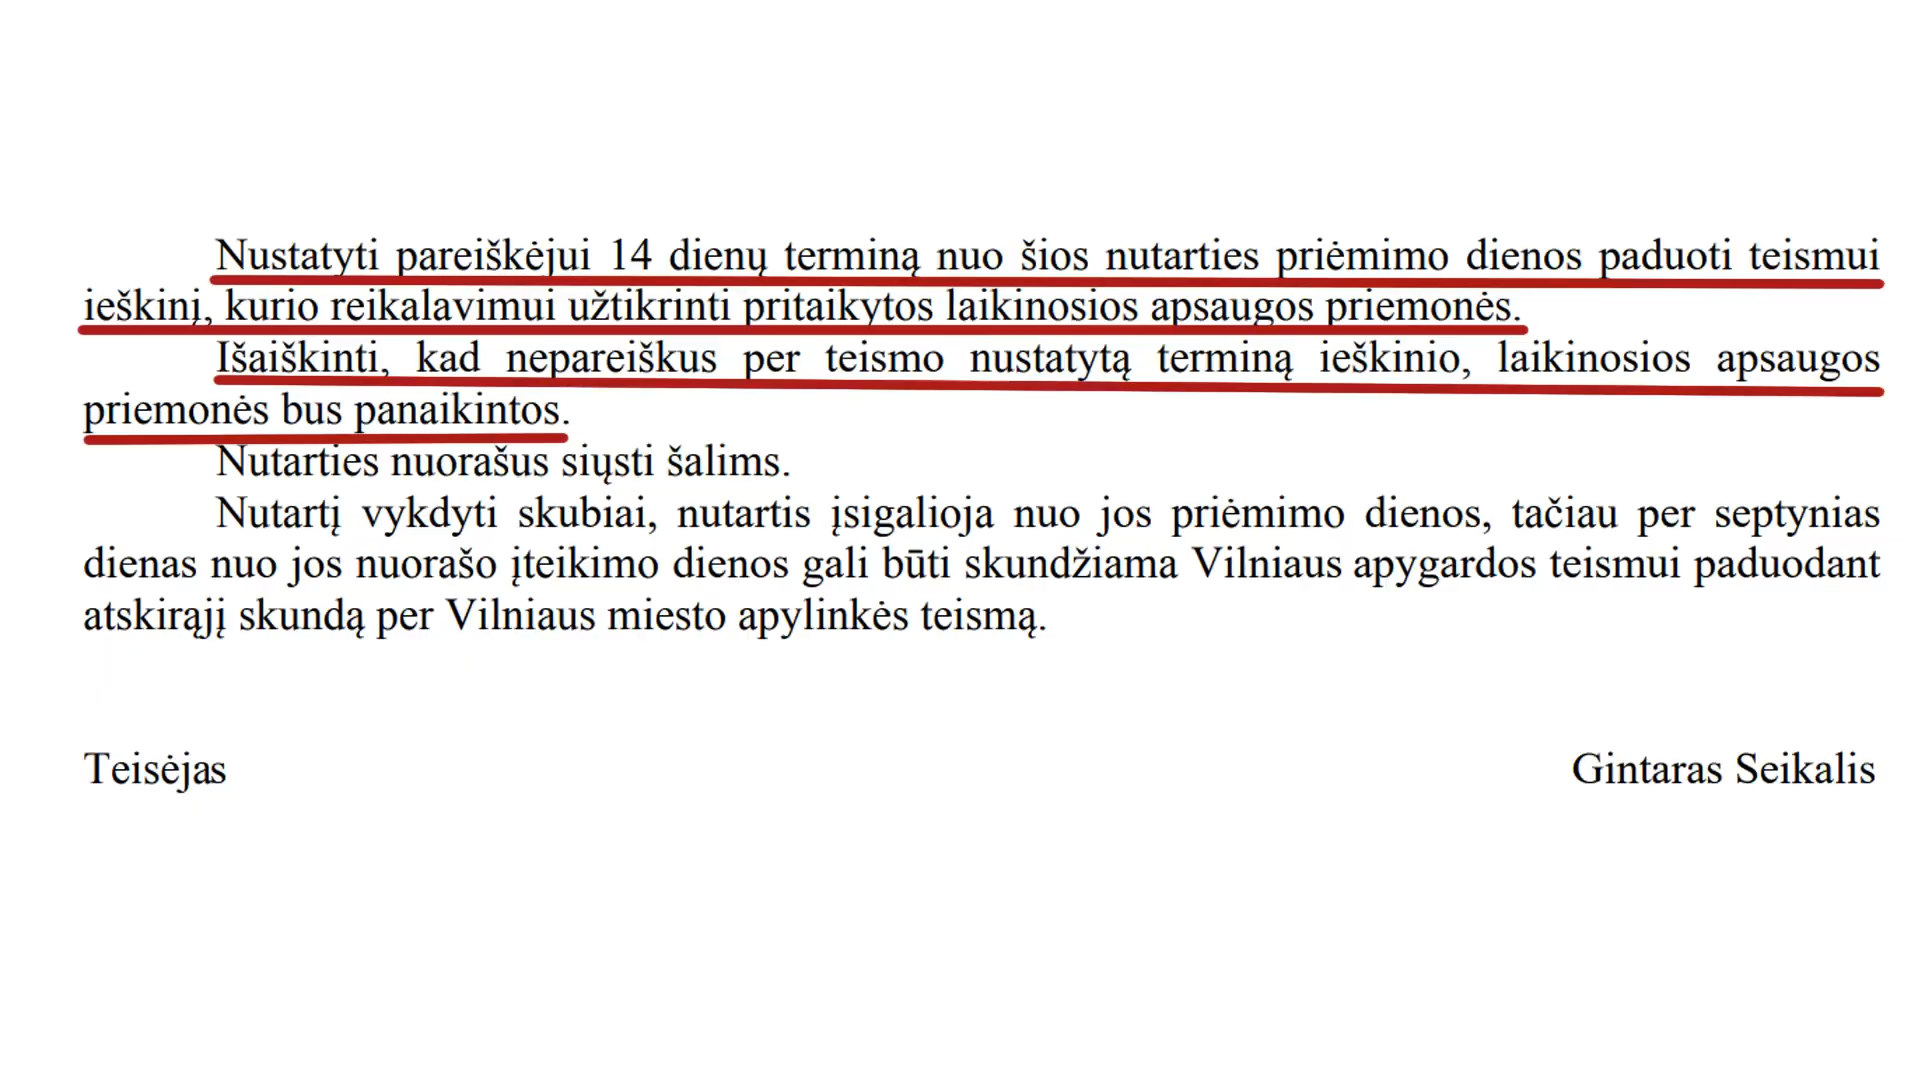 Nustatyti pareiškėjui 14 dienų terminą nuo šios nutarties priėmimo dienos paduoti teismui
ieškinį, kurio reikalavimui užtikrinti pritaikytos laikinosios apsaugos priemonės.
Išaiškinti, kad nepareiškus per teismo nustatytą terminą ieškinio, laikinosios apsaugos
priemonės bus panaikintos.
Nutarties nuorašus siųsti šalims.
Nutartį vykdyti skubiai, nutartis įsigalioja nuo jos priėmimo dienos, tačiau per septynias
dienas nuo jos nuorašo įteikimo dienos gali būti skundžiama Vilniaus apygardos teismui paduodant
atskirąjį skundą per Vilniaus miesto apylinkės teismą.
Teisėjas Gintaras Seikalis